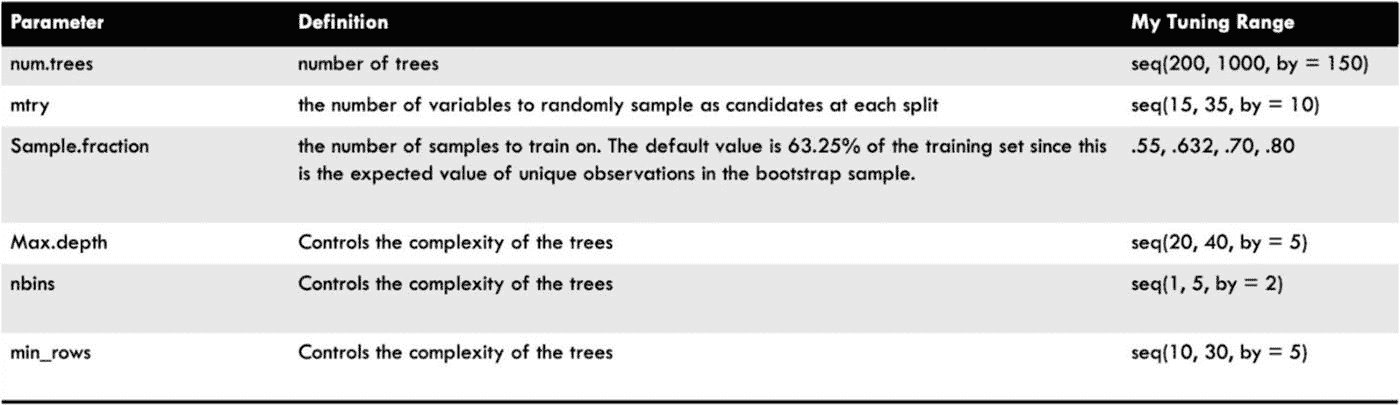 Parameter Definition My Tuning Range
num.trees number of trees seq(200, 1000, by = 150)
mtry the number of variables to randomly sample as candidates at each split seq(15, 35, by = 10)
Sample.fraction the number of samples to train on. The default value is 63.25% of the training set since this .55, .632, .70, .80
is the expected value of unique observations in the bootstrap sample.
Max.depth Controls the complexity of the trees seq(20, 40, by = 5)
nbins Controls the complexity of the trees seq(1, 5, by = 2)
min_rows Controls the complexity of the trees seq(10, 30, by = 5)